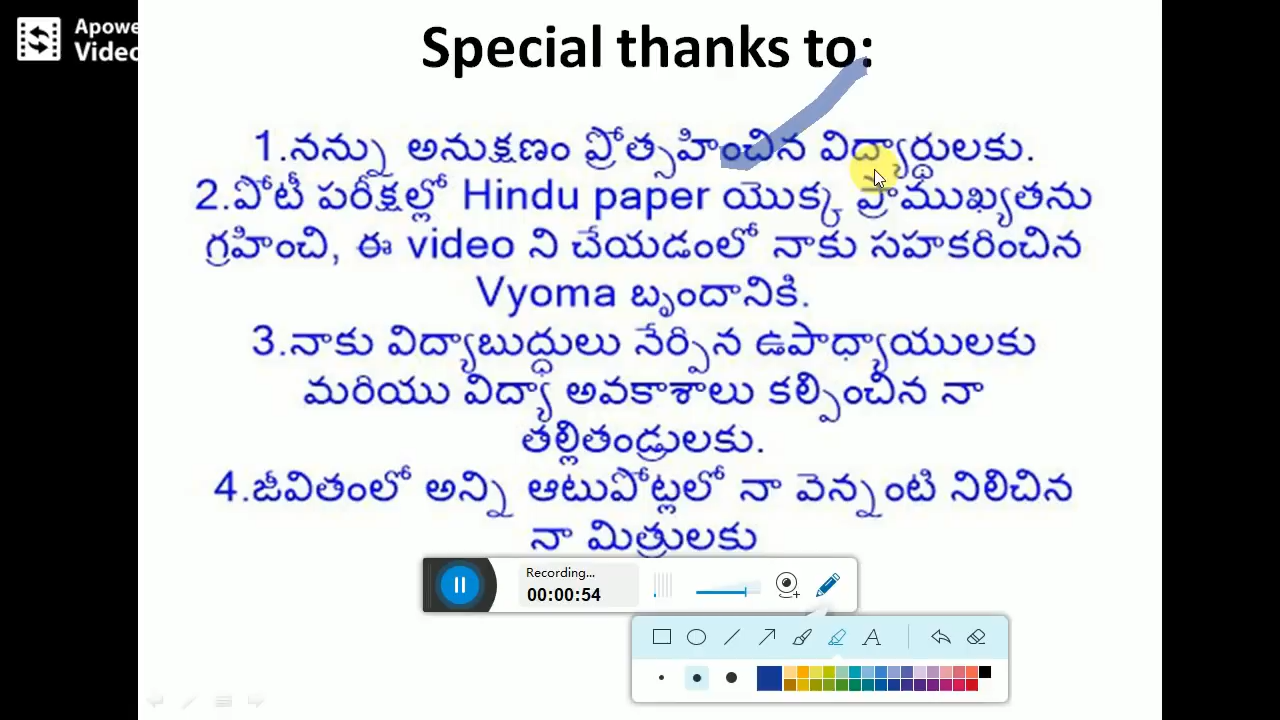 Apowe
Video
Special thanks to:
1.నన్ను అనుక్షణం ప్రోత్సహించిన విద్యార్థులకు.
2.పోటీ పరీక్షల్లో Hindu paper యొక్క ప్రాముఖ్యతను
గ్రహించి, ఈ video ని చేయడంలో నాకు సహకరించిన
Vyoma బృందానికి.
3.నాకు విద్యాబుద్ధులు నేర్పిన ఉపాధ్యాయులకు
మరియు విద్యా అవకాశాలు కల్పించిన నా
తల్లితండ్రులకు.
4.జీవితంలో అన్ని ఆటుపోట్లలో నా వెన్నంటి నిలిచిన
నా మిత్రులకు
Recording...
00:00:54
A